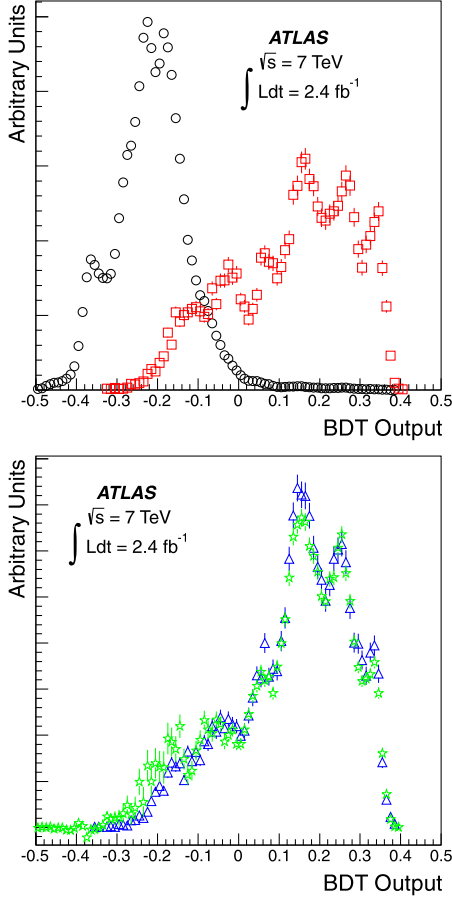 Arbitrary Units
ATLAS
√s = 7 TeV
∫ Ldt = 2.4 fb⁻¹
-0.5 -0.4 -0.3 -0.2 -0.1 0 0.1 0.2 0.3 0.4 0.5
BDT Output
Arbitrary Units
ATLAS
√s = 7 TeV
∫ Ldt = 2.4 fb⁻¹
-0.5 -0.4 -0.3 -0.2 -0.1 0 0.1 0.2 0.3 0.4 0.5
BDT Output